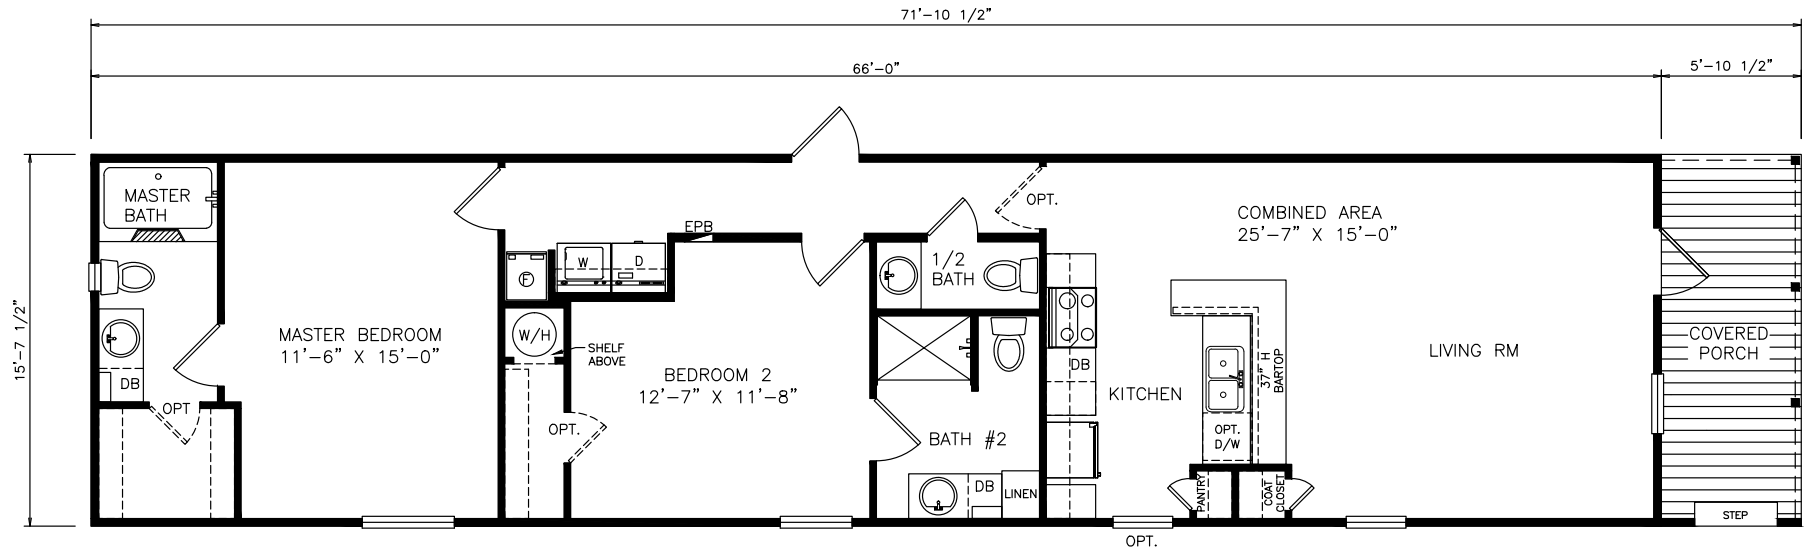 71'-10 1/2"
66'-0"
5'-10 1/2"
15'-7 1/2"
MASTER
BATH
DB
OPT
MASTER BEDROOM
11'-6" X 15'-0"
F
W
D
EPB
W/H
SHELF
ABOVE
OPT.
BEDROOM 2
12'-7" X 11'-8"
1/2
BATH
BATH #2
DB
LINEN
OPT.
COMBINED AREA
25'-7" X 15'-0"
DB
KITCHEN
37" H
BARTOP
OPT.
D/W
PANTRY
COAT
CLOSET
OPT.
LIVING RM
COVERED
PORCH
STEP